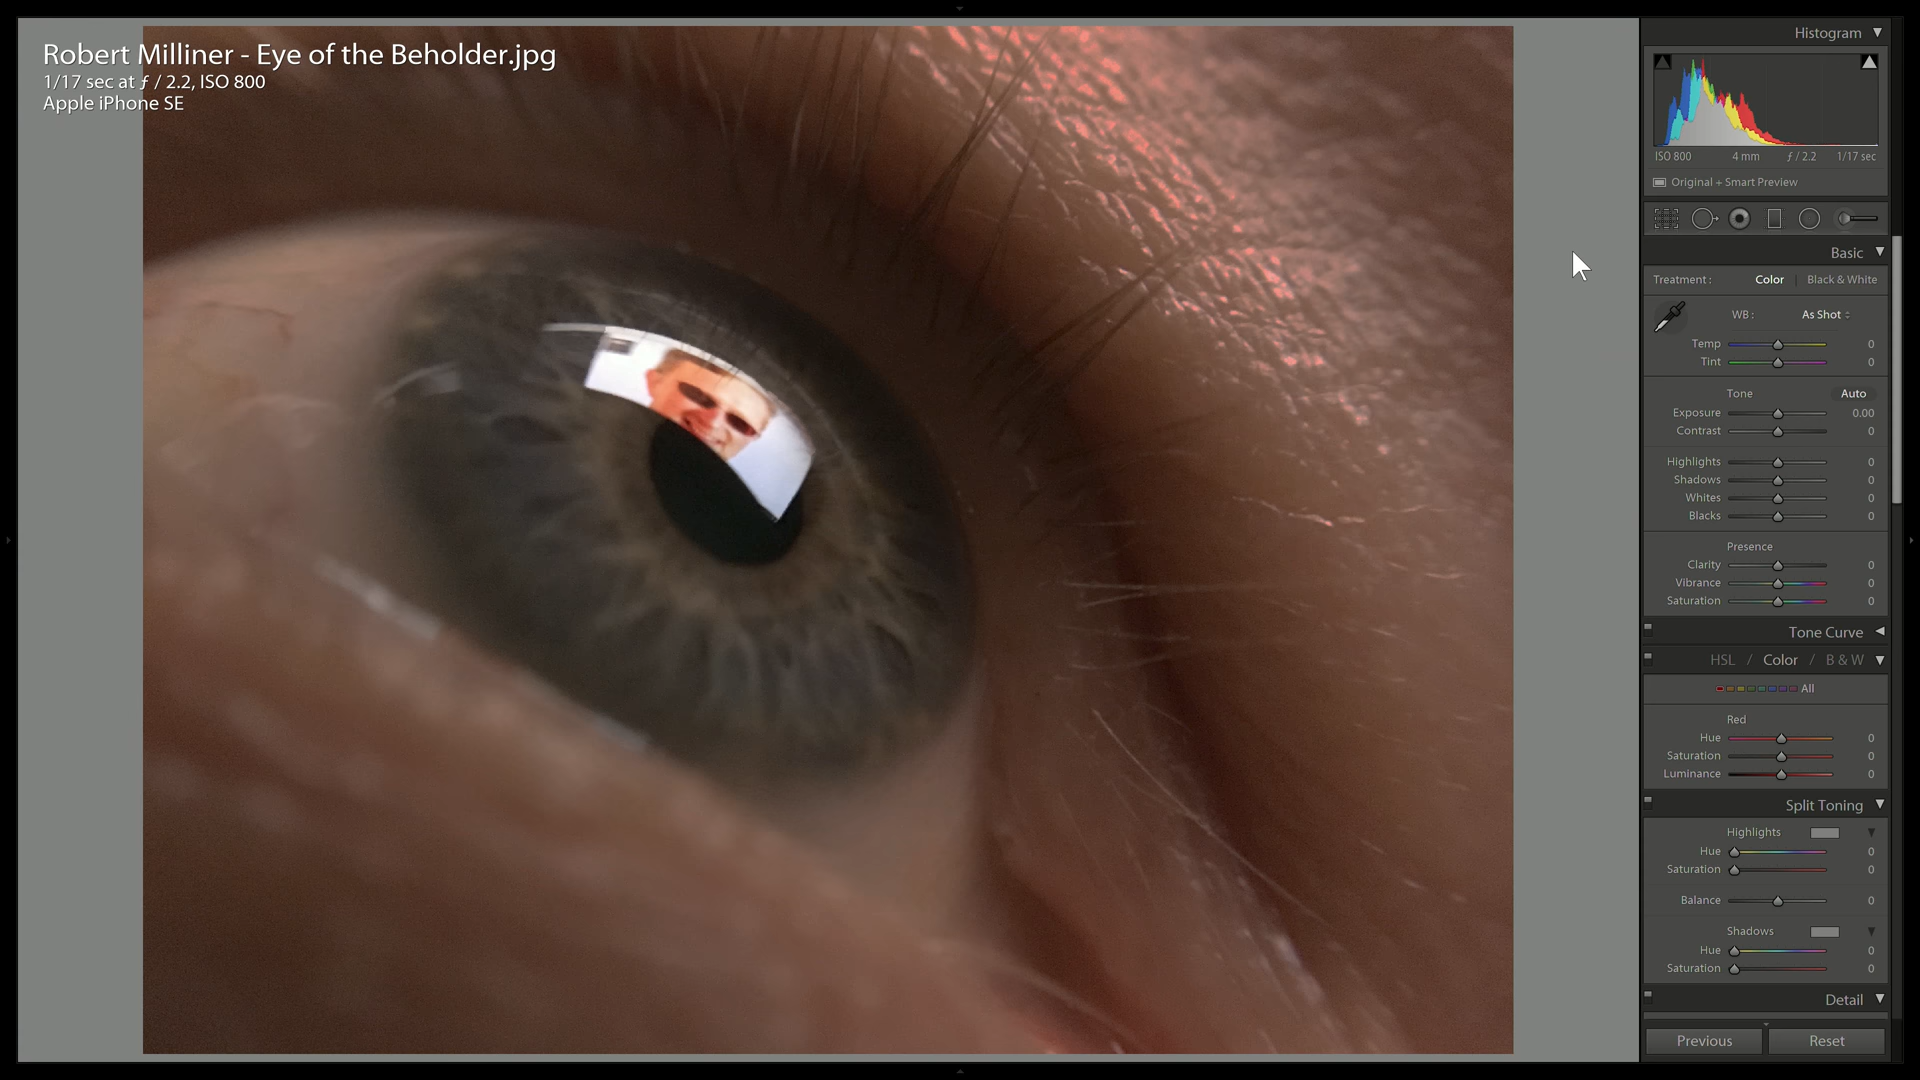 Robert Milliner - Eye of the Beholder.jpg
1/17 sec at ƒ / 2.2, ISO 800
Apple iPhone SE
Histogram
ISO 800 4 mm ƒ / 2.2 1/17 sec
Original + Smart Preview
Basic
Treatment : Color Black & White
WB : As Shot
Temp 0
Tint 0
Tone Auto
Exposure 0.00
Contrast 0
Highlights 0
Shadows 0
Whites 0
Blacks 0
Presence
Clarity 0
Vibrance 0
Saturation 0
Tone Curve
HSL / Color / B & W
All
Red
Hue 0
Saturation 0
Luminance 0
Split Toning
Highlights
Hue 0
Saturation 0
Balance 0
Shadows
Hue 0
Saturation 0
Detail
Previous Reset